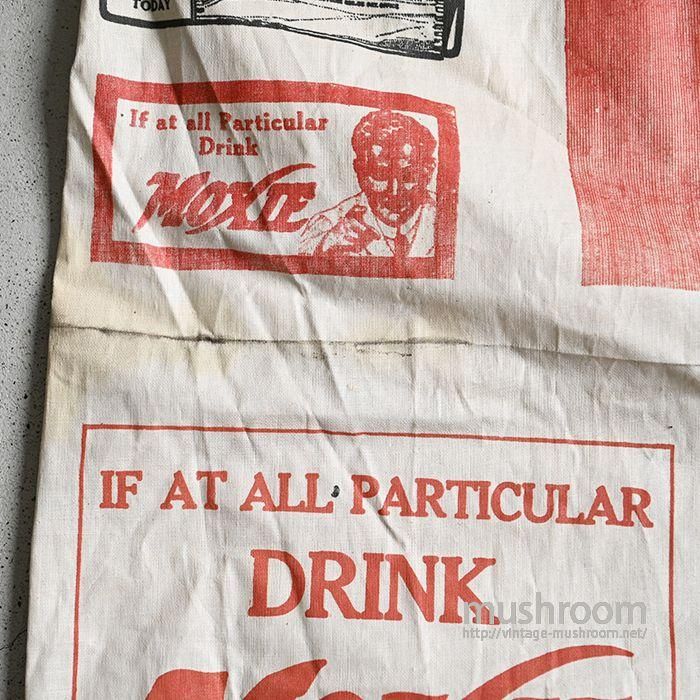 TODAY
If at all Particular
Drink
MOXIE
IF AT ALL PARTICULAR
DRINK
mushroom
http://vintage-mushroom.net/